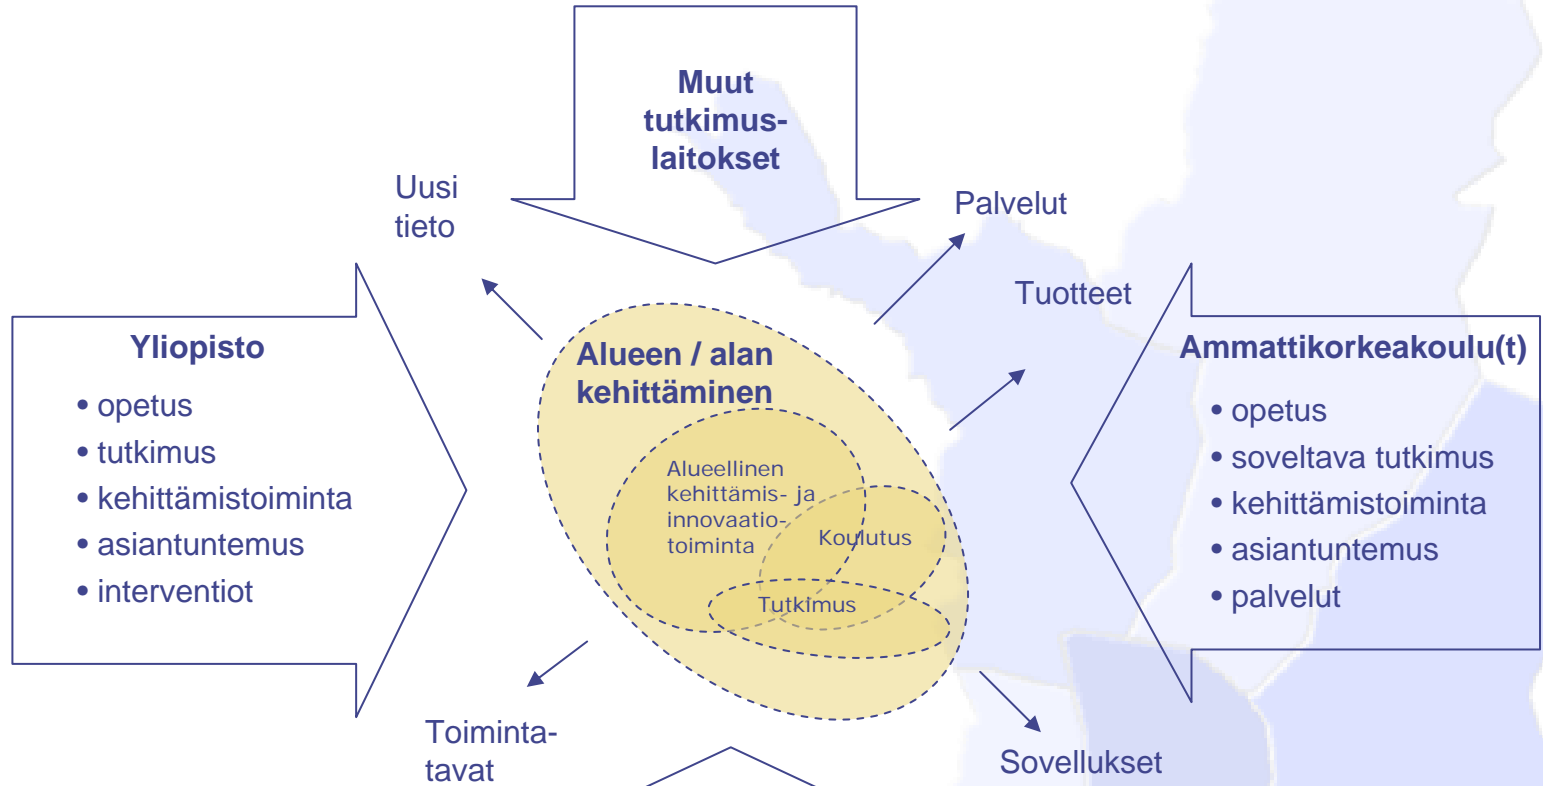 Muut
tutkimus-
laitokset
Uusi
tieto
Palvelut
Tuotteet
Yliopisto
• opetus
• tutkimus
• kehittämistoiminta
• asiantuntemus
• interventiot
Alueen / alan
kehittäminen
Alueellinen
kehittämis- ja
innovaatio-
toiminta
Koulutus
Tutkimus
Ammattikorkeakoulu(t)
• opetus
• soveltava tutkimus
• kehittämistoiminta
• asiantuntemus
• palvelut
Toiminta-
tavat
Sovellukset